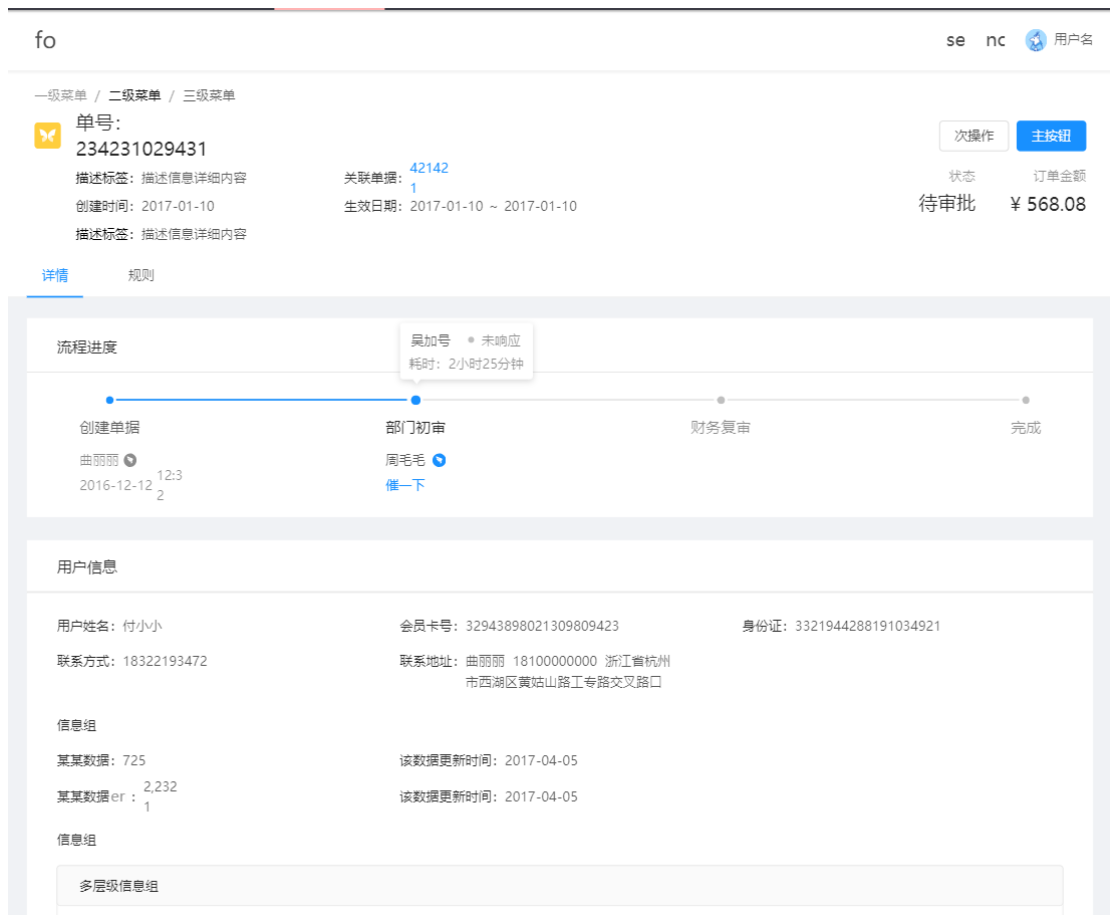 fo
se nc 用户名
一级菜单 / 二级菜单 / 三级菜单
单号：
234231029431
次操作 主按钮
描述标签：描述信息详细内容 关联单据：42142
1
状态 订单金额
创建时间：2017-01-10 生效日期：2017-01-10 ~ 2017-01-10
待审批 ¥ 568.08
描述标签：描述信息详细内容
详情 规则
流程进度
吴加号 未响应
耗时：2小时25分钟
创建单据 部门初审 财务复审 完成
曲丽丽 周毛毛
2016-12-12 12:3
2
催一下
用户信息
用户姓名：付小小 会员卡号：32943898021309809423 身份证：3321944288191034921
联系方式：18322193472 联系地址：曲丽丽 18100000000 浙江省杭州
市西湖区黄姑山路工专路交叉路口
信息组
某某数据：725 该数据更新时间：2017-04-05
某某数据er：2,232
1
该数据更新时间：2017-04-05
信息组
多层级信息组